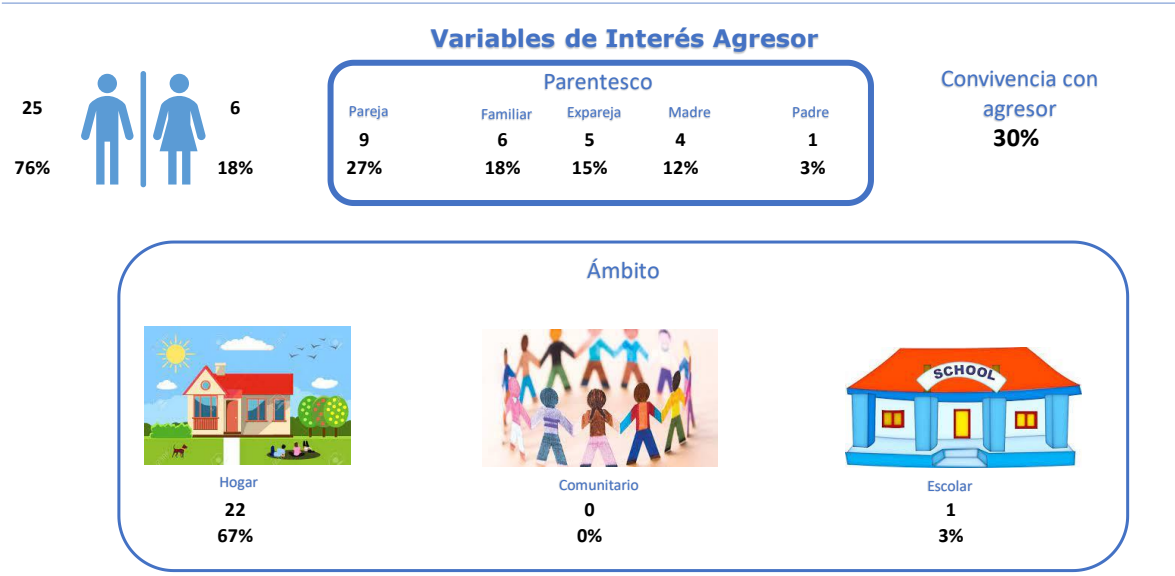 Variables de Interés Agresor
25
76%
6
18%
Parentesco
Pareja Familiar Expareja Madre Padre
9 6 5 4 1
27% 18% 15% 12% 3%
Convivencia con
agresor
30%
Ámbito
SCHOOL
Hogar Comunitario Escolar
22 0 1
67% 0% 3%